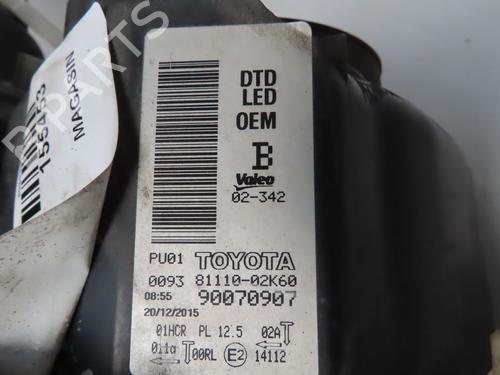 DTD
LED
OEM
B
Valeo
02-342
PU01 TOYOTA
0093 81110-02K60
08:55 90070907
20/12/2015
01HCR PL 12.5 02A
011a 00RL E2 14112
MAGASIN